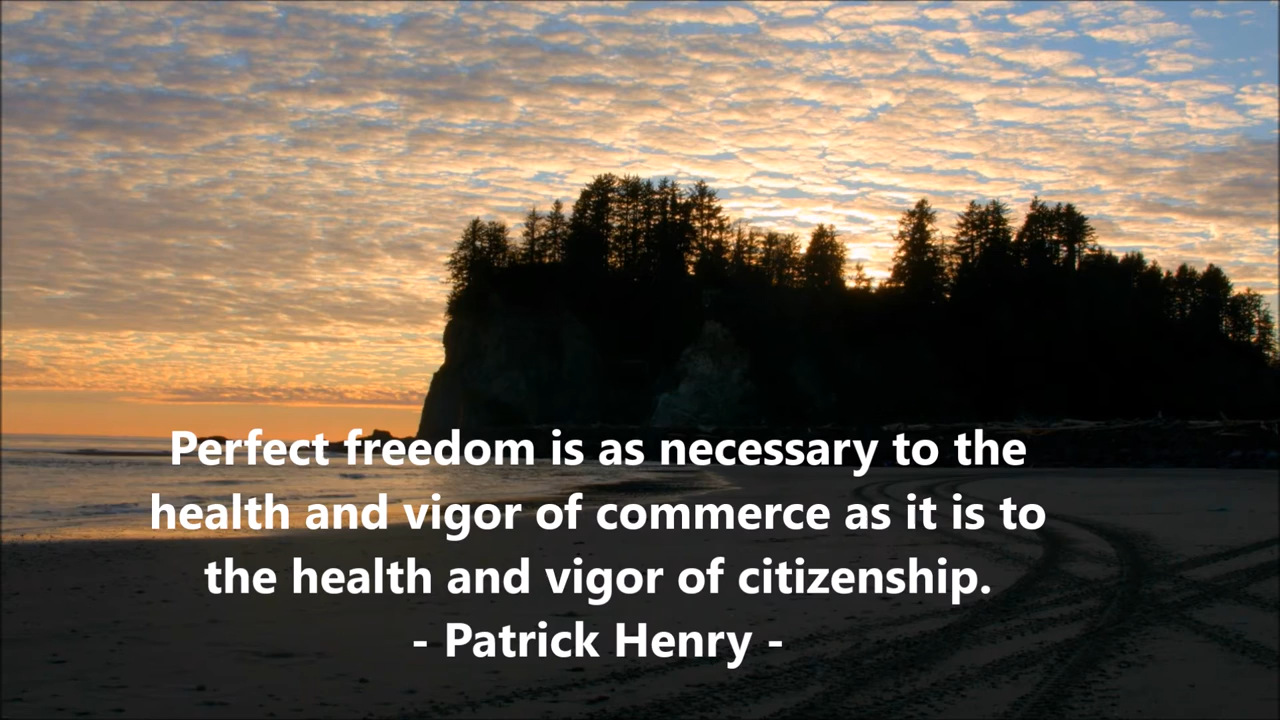 Perfect freedom is as necessary to the
health and vigor of commerce as it is to
the health and vigor of citizenship.
- Patrick Henry -